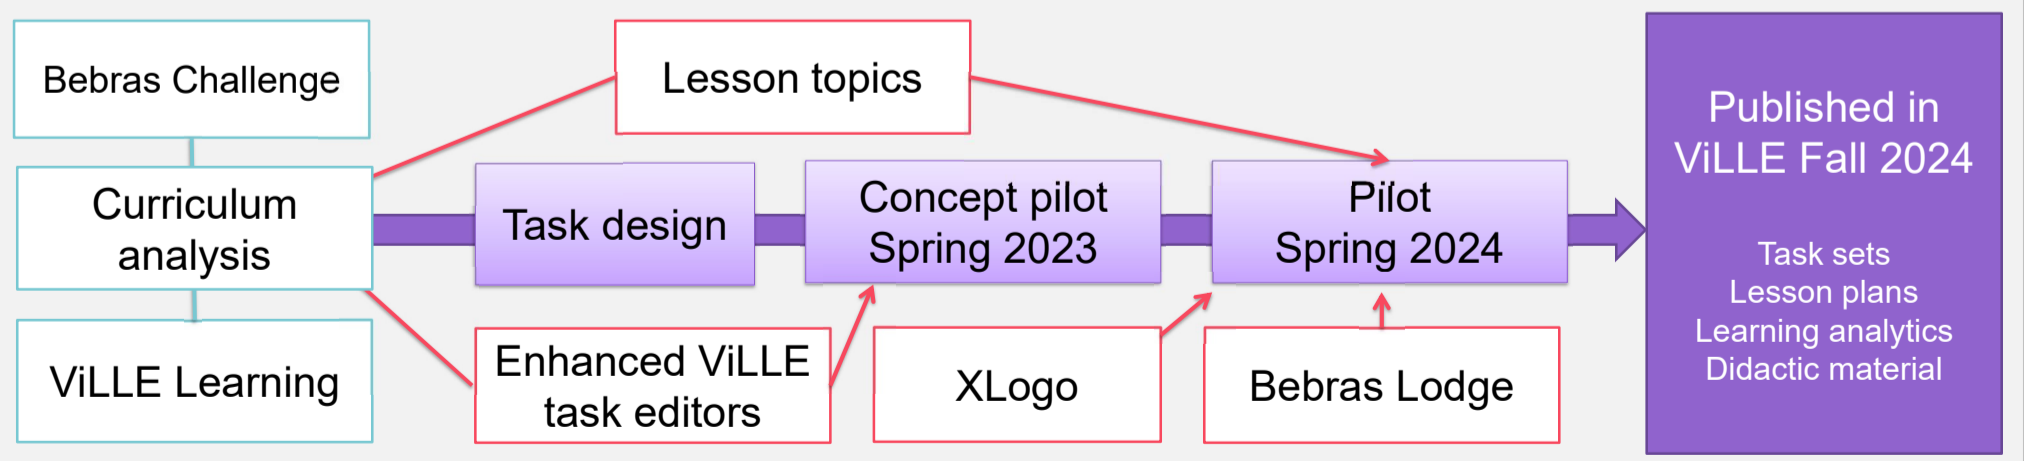 Bebras Challenge
Lesson topics
Curriculum
analysis
Task design
Concept pilot
Spring 2023
Pilot
Spring 2024
ViLLE Learning
Enhanced ViLLE
task editors
XLogo
Bebras Lodge
Published in
ViLLE Fall 2024
Task sets
Lesson plans
Learning analytics
Didactic material